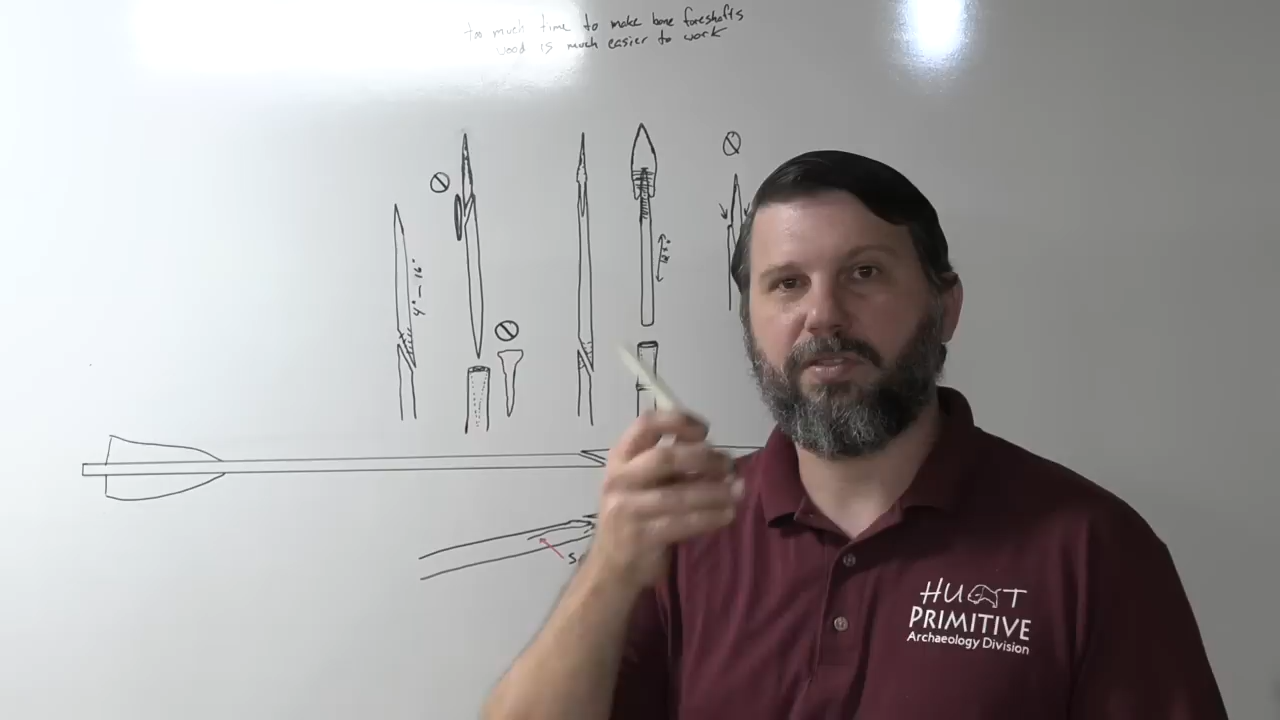 too much time to make bone foreshafts
wood is much easier to work
4" — 16"
HUNT
PRIMITIVE
Archaeology Division